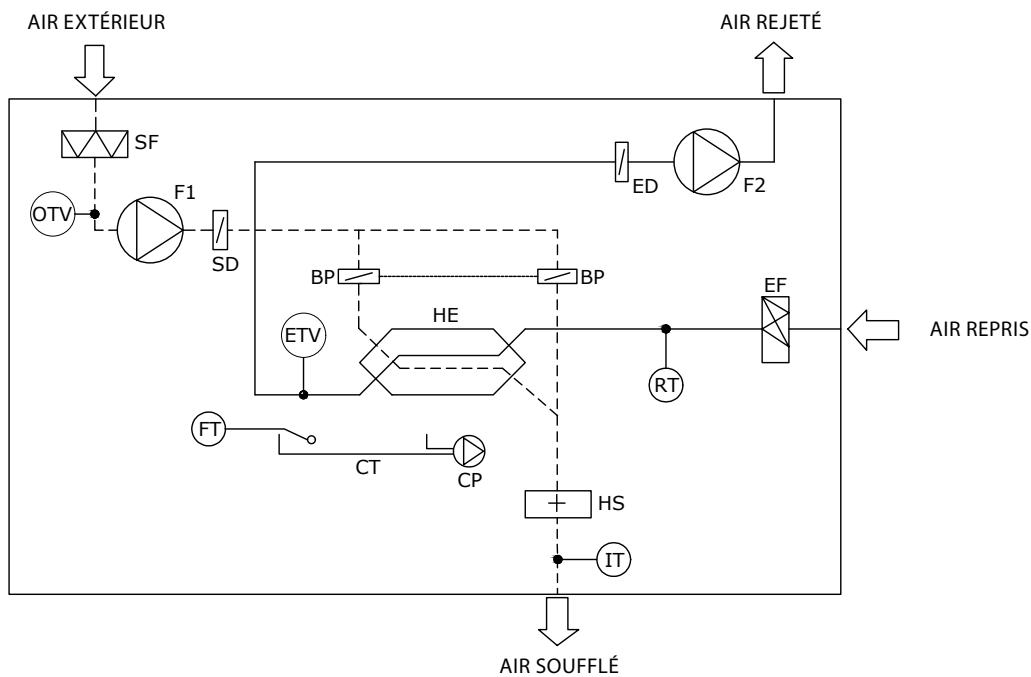 AIR EXTÉRIEUR
AIR REJETÉ
SF
F1
OTV
SD
ED
F2
BP
BP
EF
HE
ETV
AIR REPRIS
RT
FT
CT
CP
HS
IT
AIR SOUFFLÉ